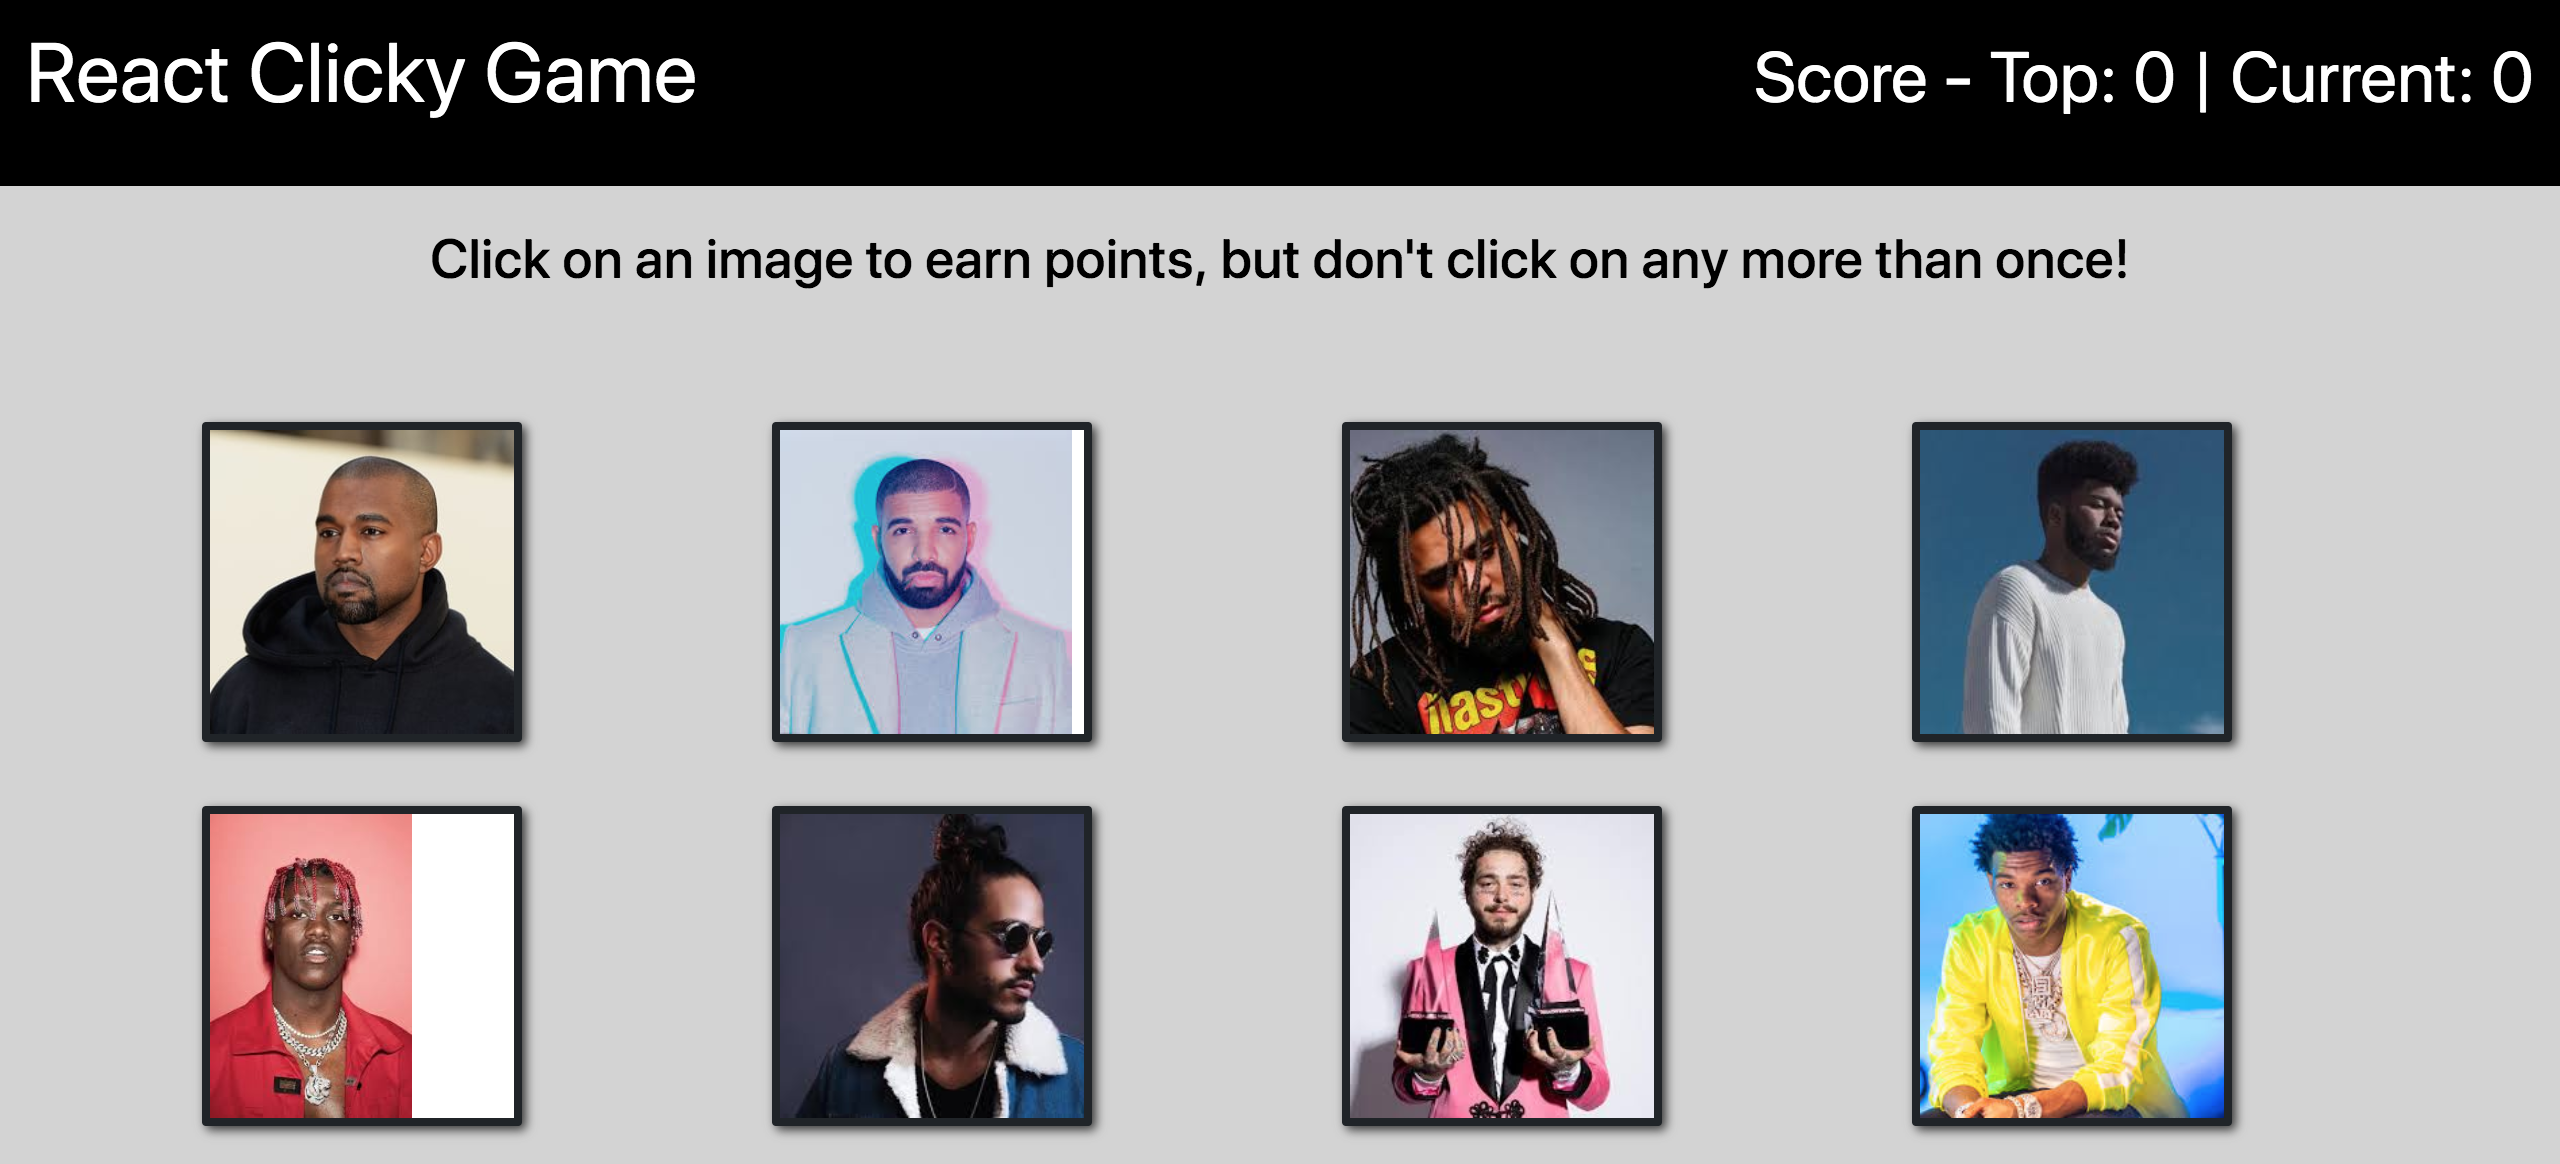 React Clicky Game
Score - Top: 0 | Current: 0
Click on an image to earn points, but don't click on any more than once!